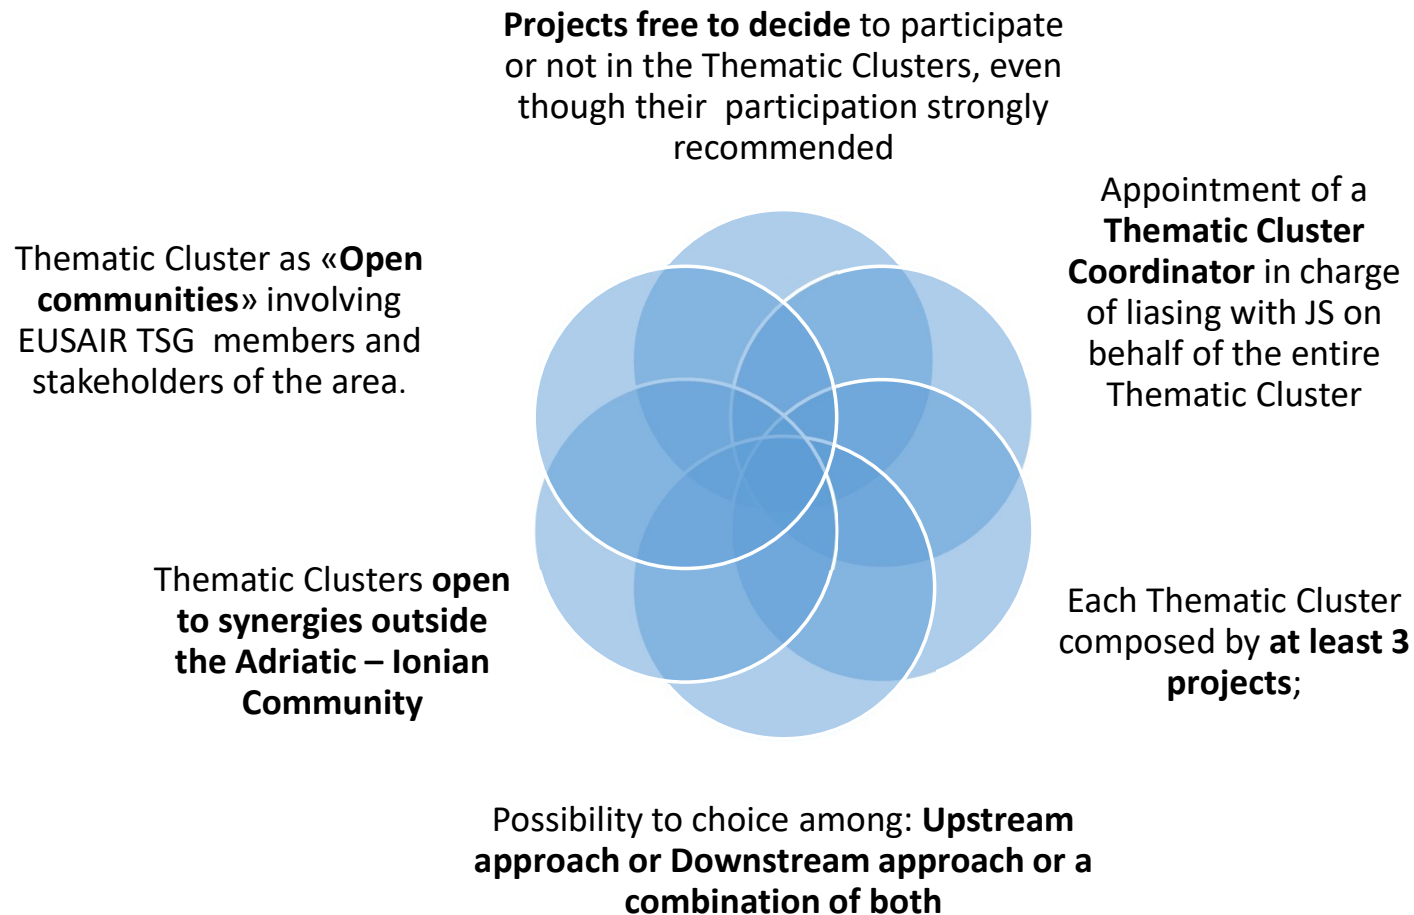 Projects free to decide to participate
or not in the Thematic Clusters, even
though their participation strongly
recommended
Appointment of a
Thematic Cluster
Coordinator in charge
of liasing with JS on
behalf of the entire
Thematic Cluster
Each Thematic Cluster
composed by at least 3
projects;
Possibility to choice among: Upstream
approach or Downstream approach or a
combination of both
Thematic Clusters open
to synergies outside
the Adriatic – Ionian
Community
Thematic Cluster as «Open
communities» involving
EUSAIR TSG members and
stakeholders of the area.